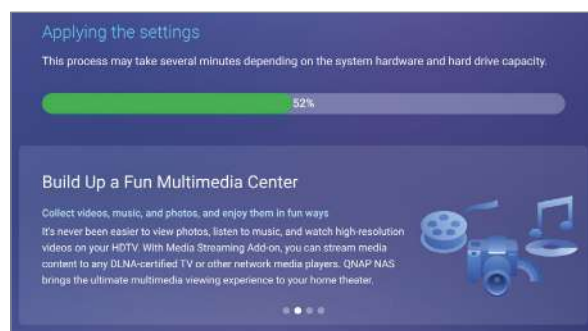 Applying the settings
This process may take several minutes depending on the system hardware and hard drive capacity.
52%
Build Up a Fun Multimedia Center
Collect videos, music, and photos, and enjoy them in fun ways
It's never been easier to view photos, listen to music, and watch high-resolution
videos on your HDTV. With Media Streaming Add-on, you can stream media
content to any DLNA-certified TV or other network media players. QNAP NAS
brings the ultimate multimedia viewing experience to your home theater.